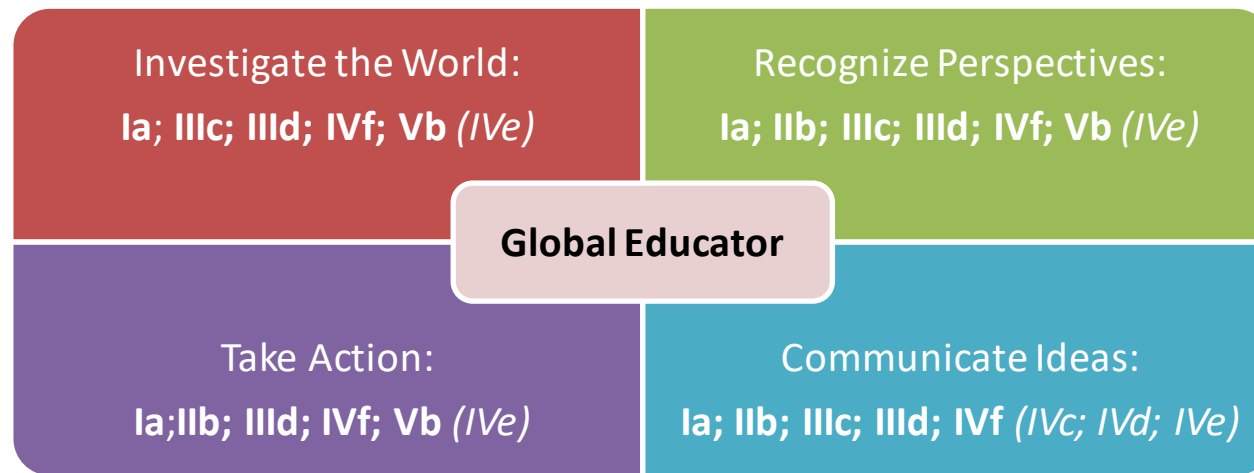 Investigate the World:
Ia; IIIc; IIId; IVf; Vb (IVe)
Recognize Perspectives:
Ia; IIb; IIIc; IIId; IVf; Vb (IVe)
Global Educator
Take Action:
Ia;IIb; IIId; IVf; Vb (IVe)
Communicate Ideas:
Ia; IIb; IIIc; IIId; IVf (IVc; IVd; IVe)